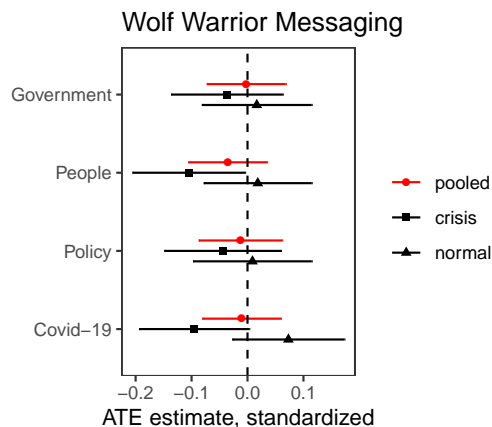 Wolf Warrior Messaging
Government
People
Policy
Covid−19
pooled
crisis
normal
−0.2 −0.1 0.0 0.1
ATE estimate, standardized